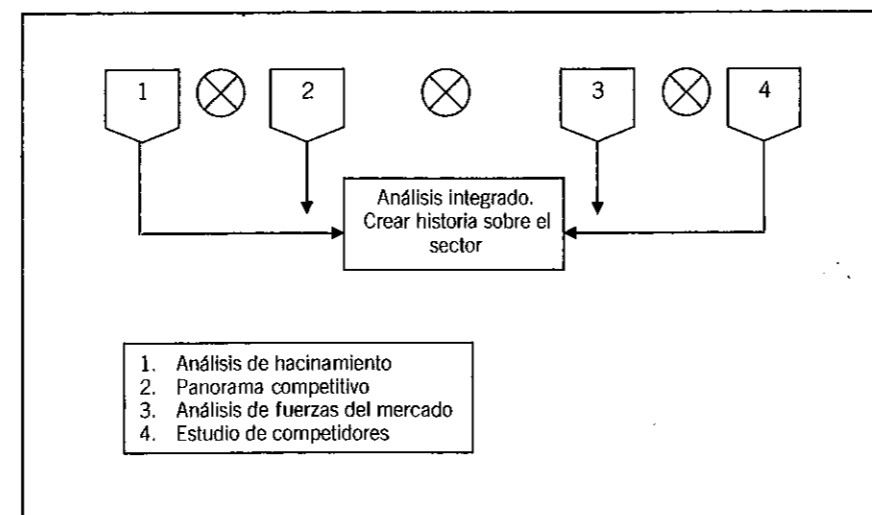 1 2 3 4
Análisis integrado.
Crear historia sobre el
sector
1. Análisis de hacinamiento
2. Panorama competitivo
3. Análisis de fuerzas del mercado
4. Estudio de competidores